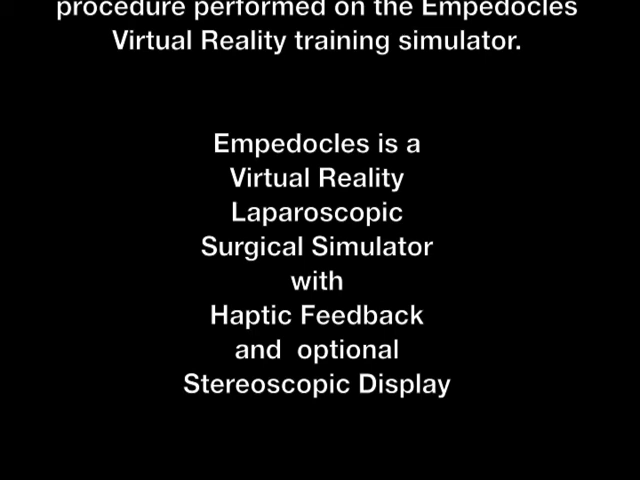 procedure performed on the Empedocles
Virtual Reality training simulator.
Empedocles is a
Virtual Reality
Laparoscopic
Surgical Simulator
with
Haptic Feedback
and optional
Stereoscopic Display